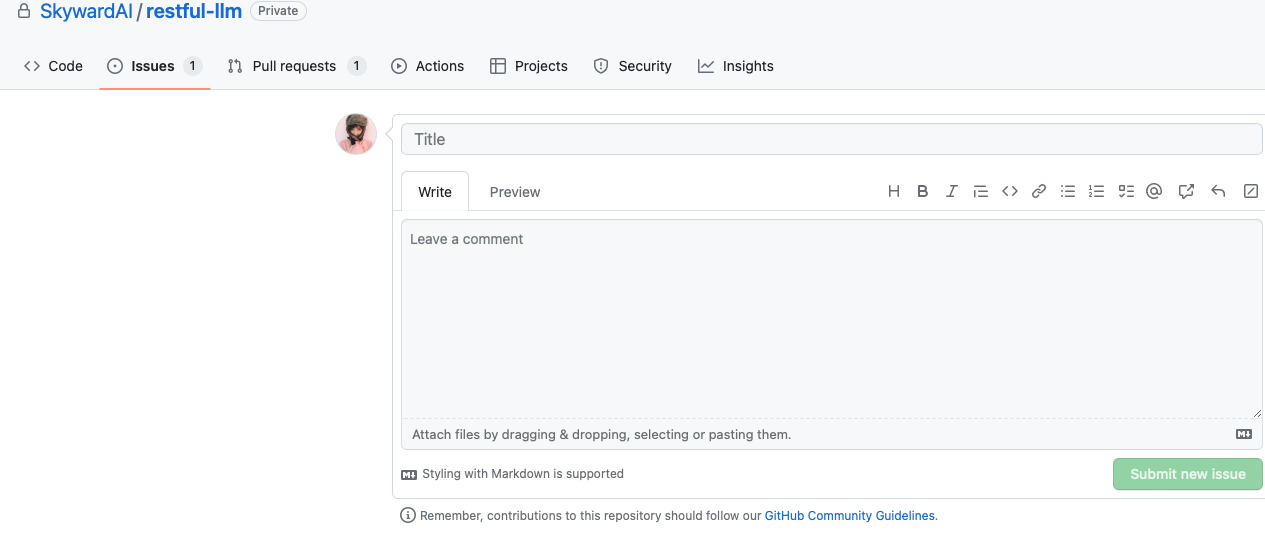 SkywardAI / restful-llm Private
Code Issues 1 Pull requests 1 Actions Projects Security Insights
Title
Write Preview
Leave a comment
Attach files by dragging & dropping, selecting or pasting them.
Styling with Markdown is supported Submit new issue
Remember, contributions to this repository should follow our GitHub Community Guidelines.